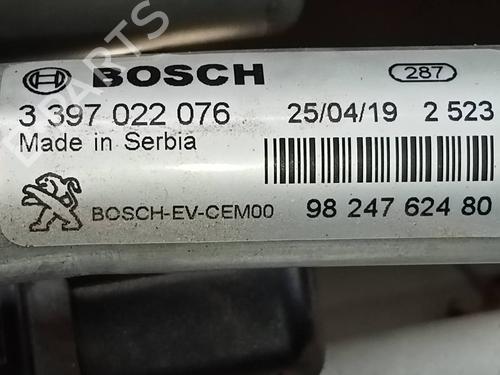 BOSCH
287
3 397 022 076
25/04/19
2 523
Made in Serbia
BOSCH-EV-CEM00
98 247 624 80